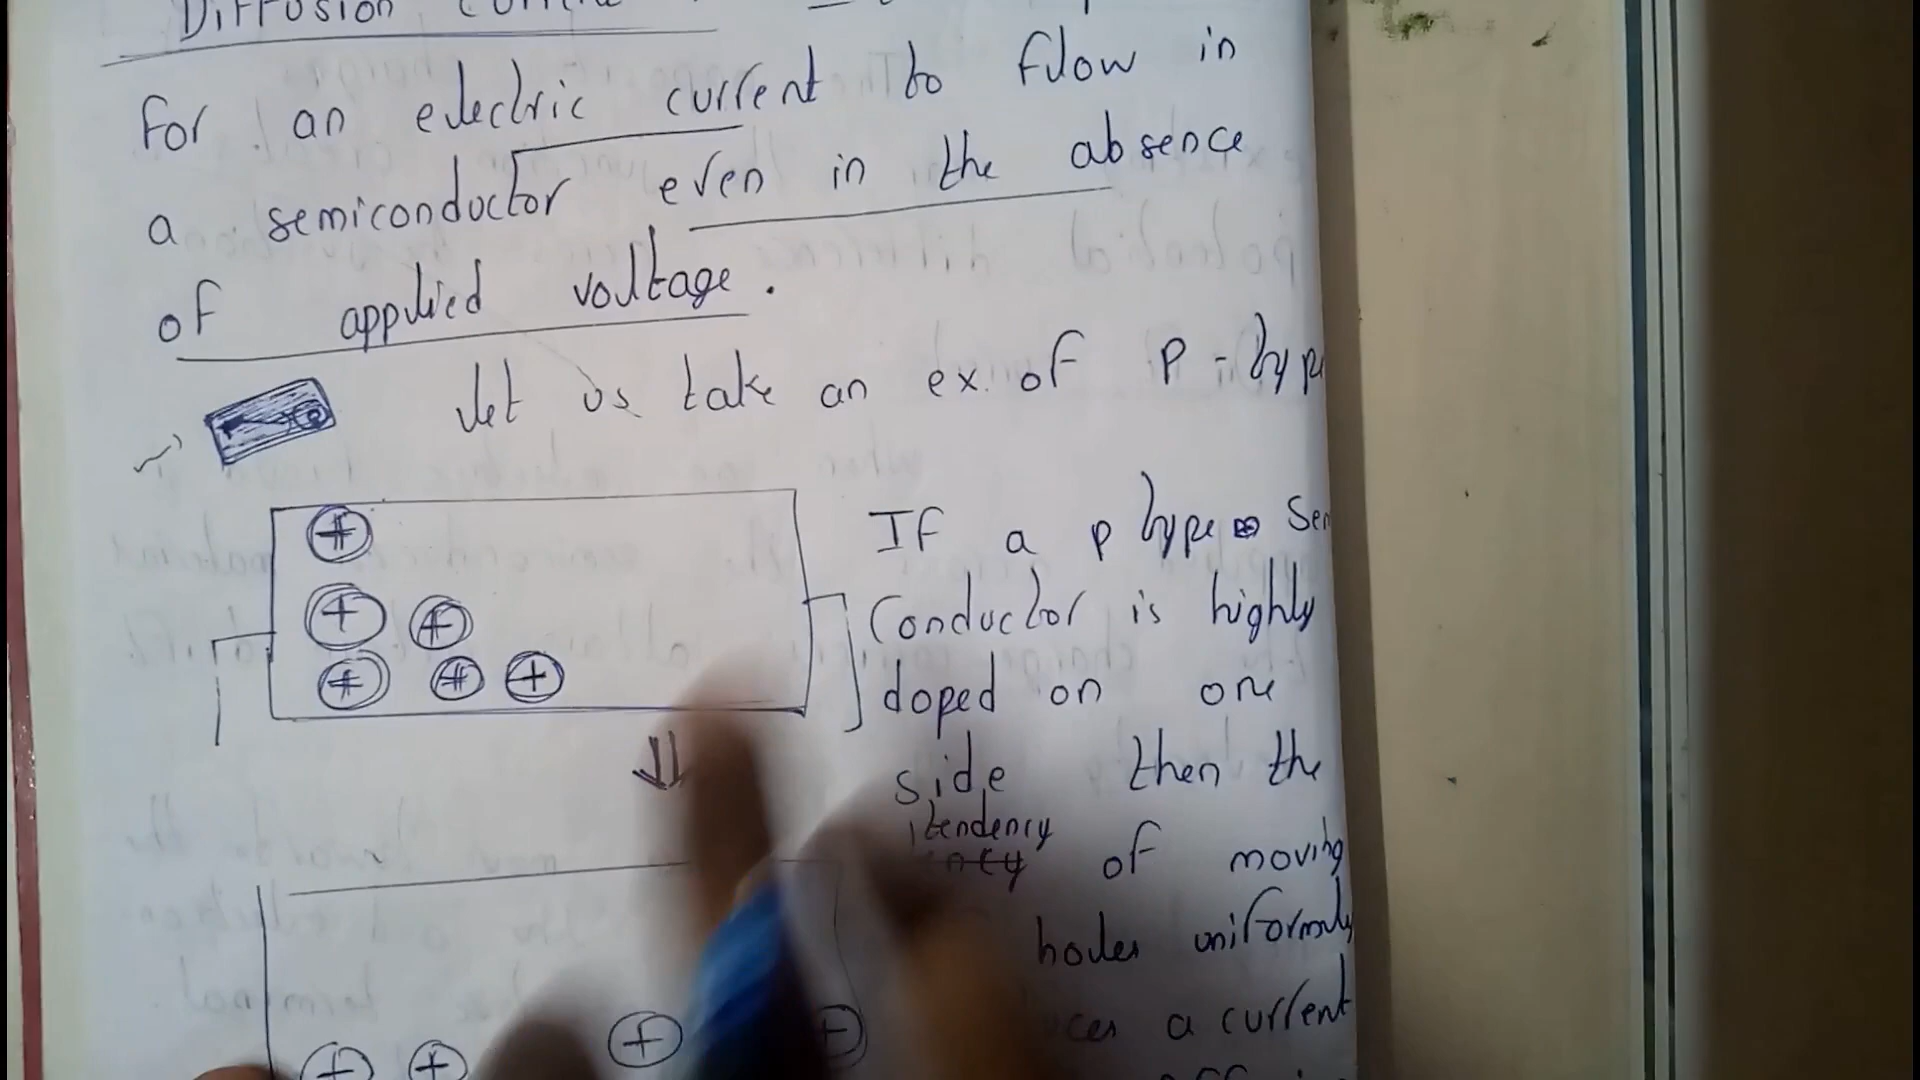 Diffusion
For an electric current to flow in
a semiconductor even in the absence
of applied voltage.
Let us take an ex. of P-type
If a p type Sem
Conductor is highly
doped on one
side then the
tendency
of moving
holes uniformly
a current